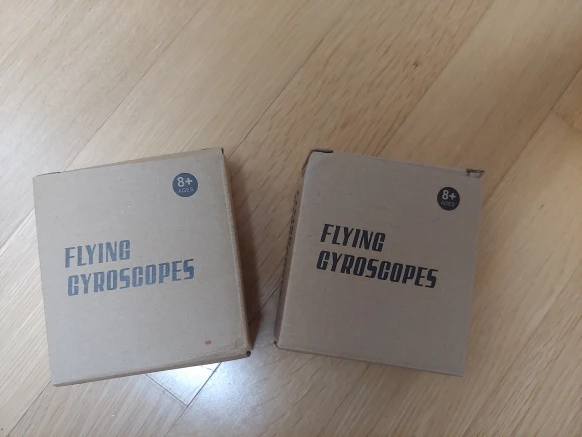 8+
AGES
FLYING
GYROSCOPES
8+
AGES
FLYING
GYROSCOPES